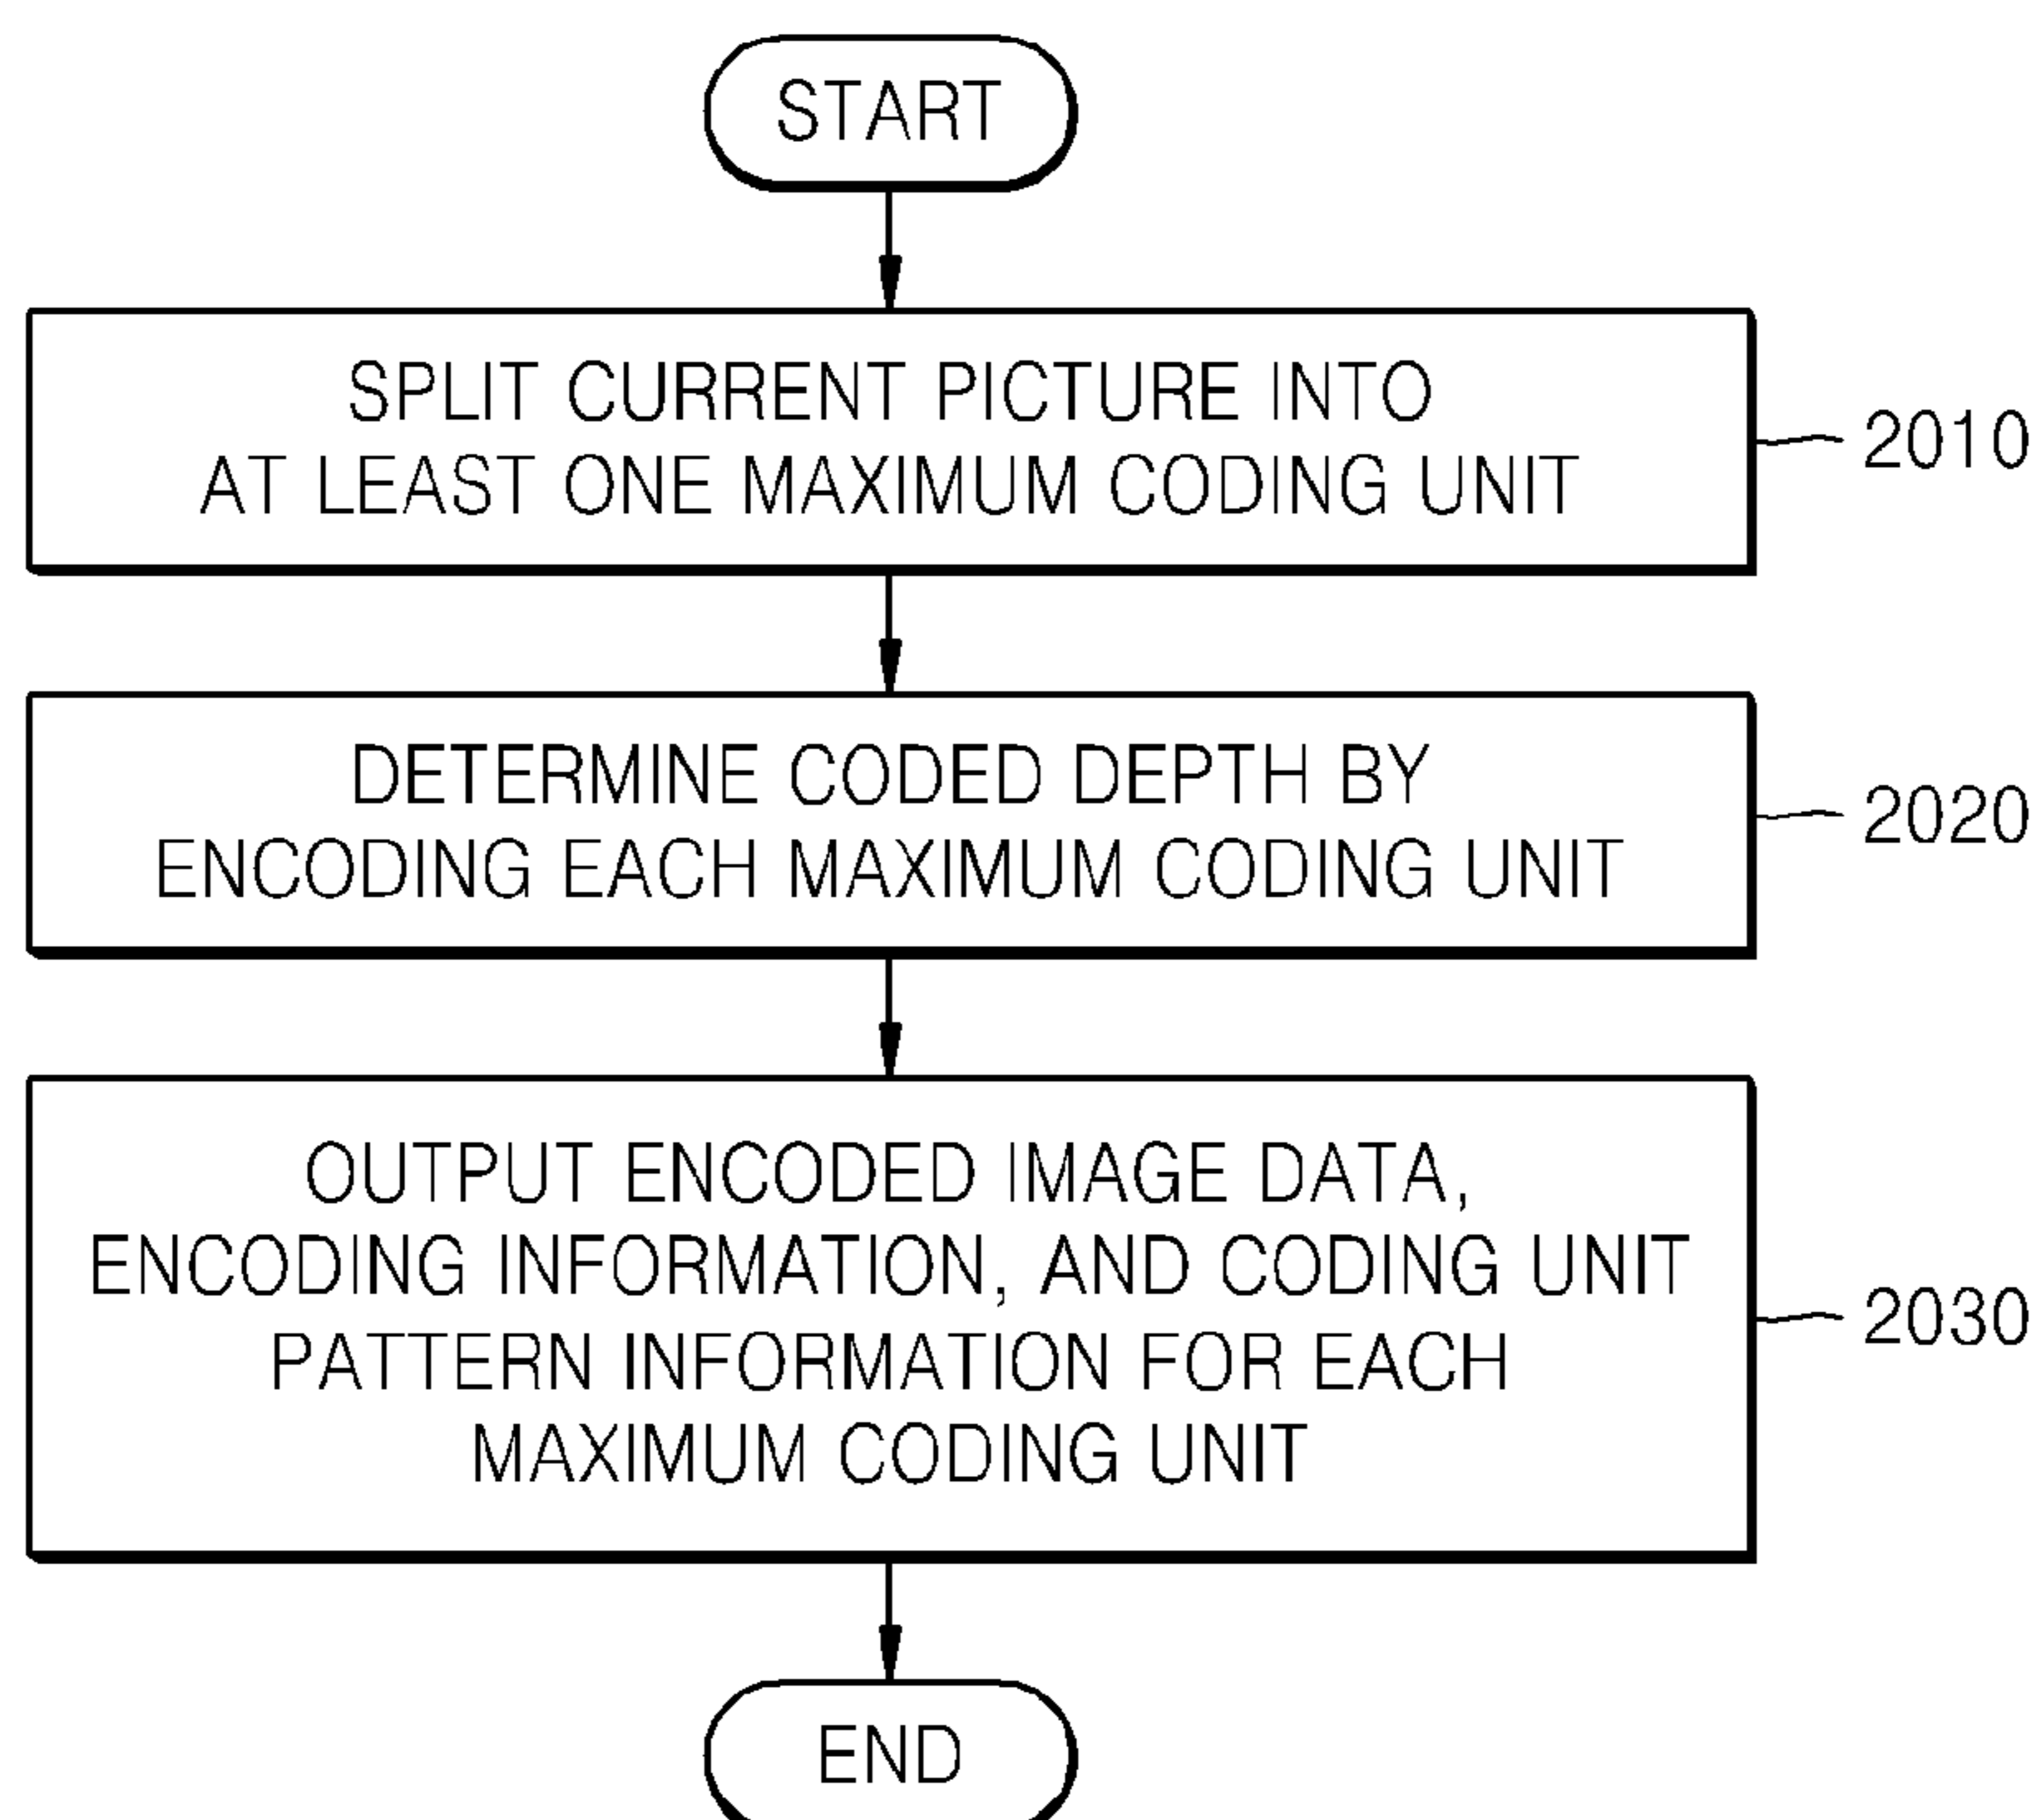 START
SPLIT CURRENT PICTURE INTO
AT LEAST ONE MAXIMUM CODING UNIT
2010
DETERMINE CODED DEPTH BY
ENCODING EACH MAXIMUM CODING UNIT
2020
OUTPUT ENCODED IMAGE DATA,
ENCODING INFORMATION, AND CODING UNIT
PATTERN INFORMATION FOR EACH
MAXIMUM CODING UNIT
2030
END